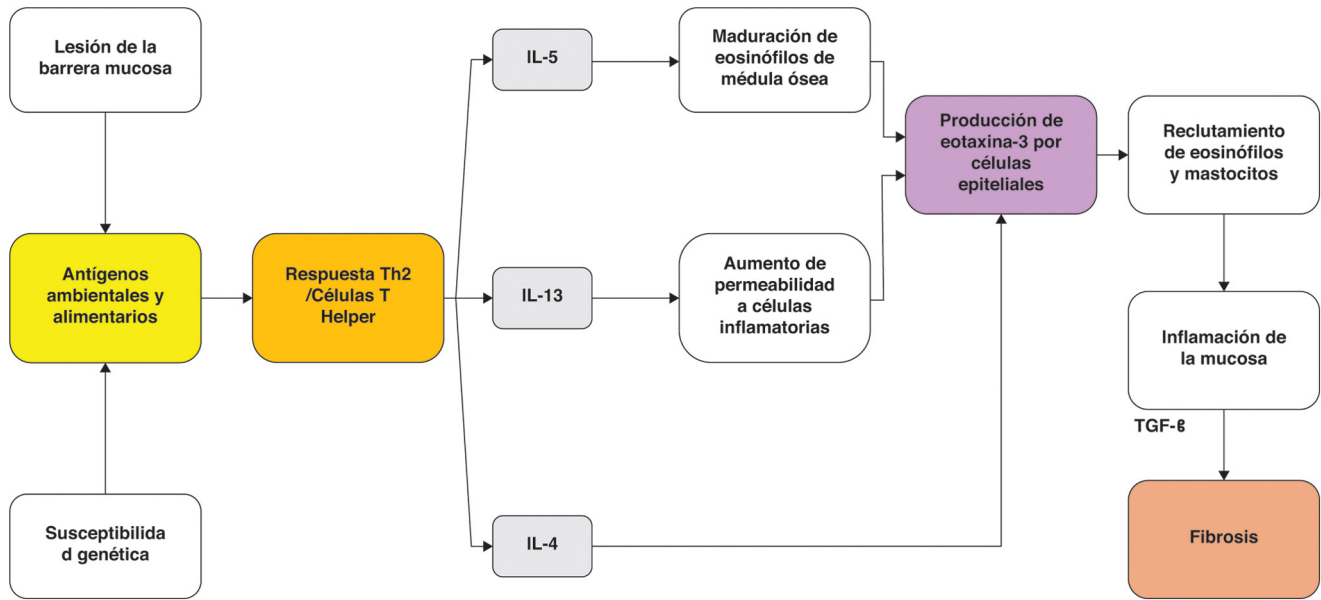 Lesión de la
barrera mucosa
Antígenos
ambientales y
alimentarios
Susceptibilida
d genética
Respuesta Th2
/Células T
Helper
IL-5
IL-13
IL-4
Maduración de
eosinófilos de
médula ósea
Aumento de
permeabilidad
a células
inflamatorias
Producción de
eotaxina-3 por
células
epiteliales
Reclutamiento
de eosinófilos
y mastocitos
Inflamación de
la mucosa
TGF-ϐ
Fibrosis